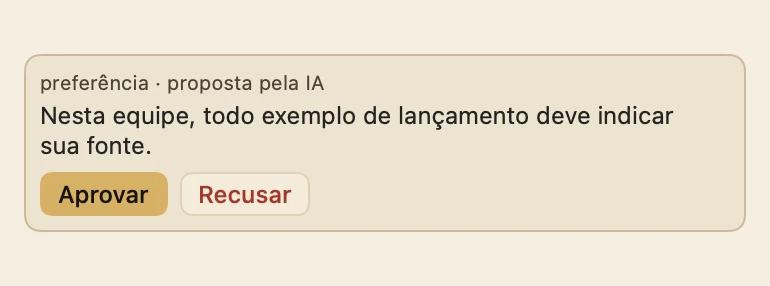 preferência · proposta pela IA
Nesta equipe, todo exemplo de lançamento deve indicar
sua fonte.
Aprovar
Recusar